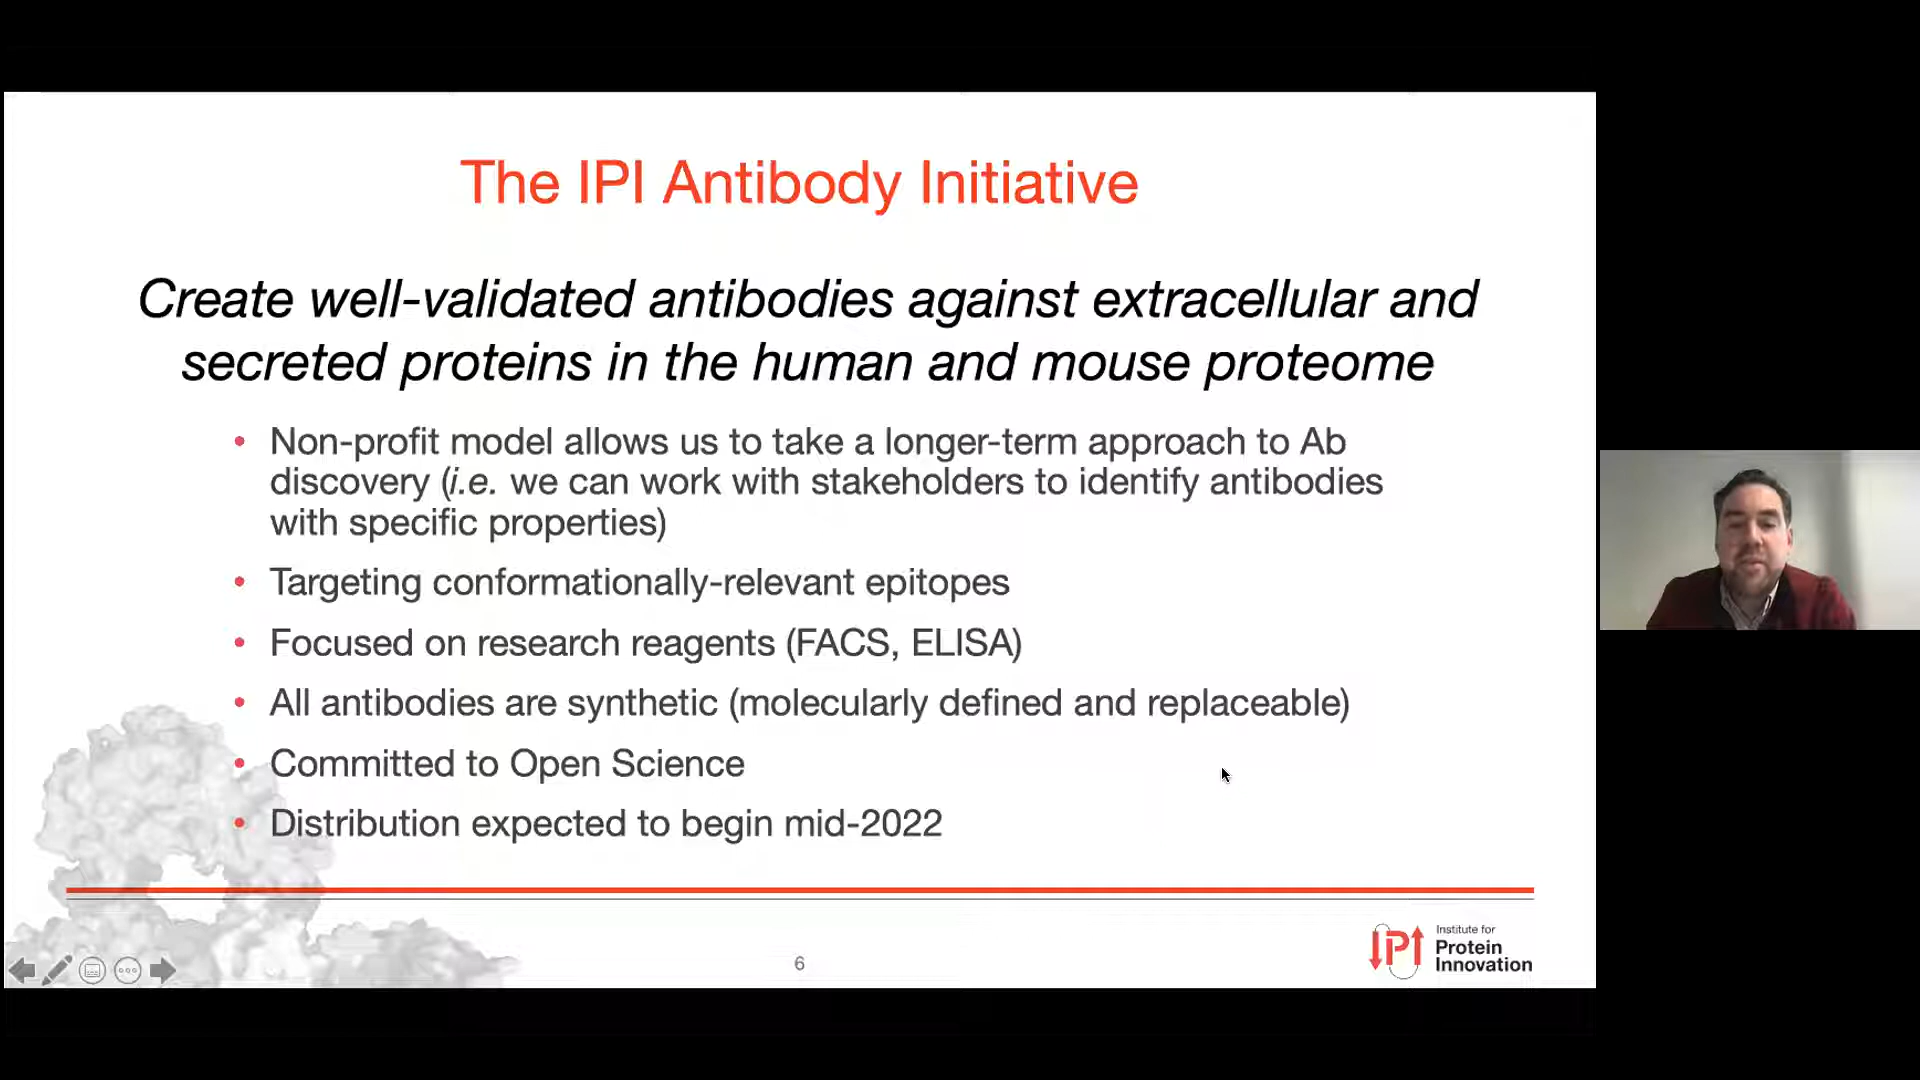 The IPI Antibody Initiative
Create well-validated antibodies against extracellular and
secreted proteins in the human and mouse proteome
• Non-profit model allows us to take a longer-term approach to Ab
discovery (i.e. we can work with stakeholders to identify antibodies
with specific properties)
• Targeting conformationally-relevant epitopes
• Focused on research reagents (FACS, ELISA)
• All antibodies are synthetic (molecularly defined and replaceable)
• Committed to Open Science
• Distribution expected to begin mid-2022
6
IPI
Institute for
Protein
Innovation